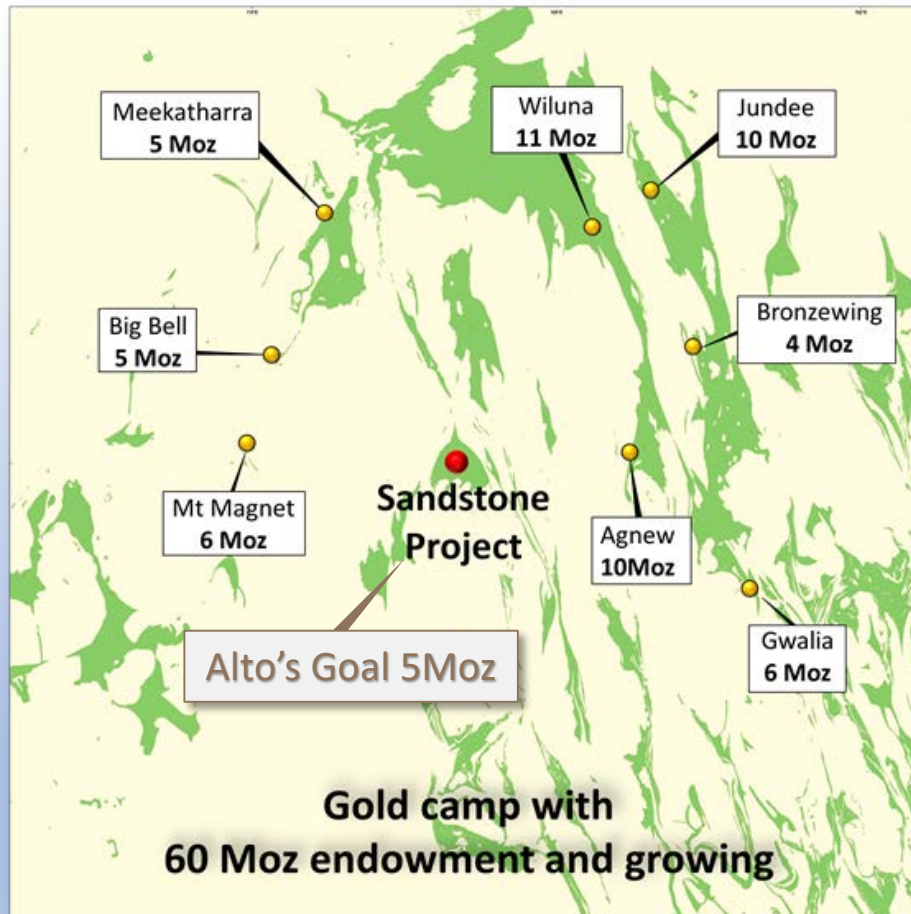 Meekatharra
5 Moz
Wiluna
11 Moz
Jundee
10 Moz
Big Bell
5 Moz
Bronzewing
4 Moz
Mt Magnet
6 Moz
Sandstone
Project
Agnew
10Moz
Gwalia
6 Moz
Alto's Goal 5Moz
Gold camp with
60 Moz endowment and growing